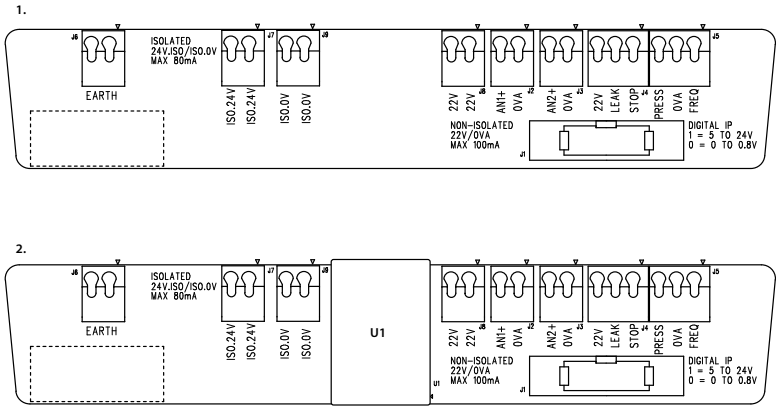 1.
J6
J7
J9
J8
J2
J3
J4
J5
ISOLATED
24V.ISO/ISO.0V
MAX 80mA
EARTH
ISO.24V
ISO.24V
ISO.0V
ISO.0V
22V
22V
AN1+
0VA
AN2+
0VA
22V
LEAK
STOP
PRESS
0VA
FREQ
NON-ISOLATED
22V/0VA
MAX 100mA
J1
DIGITAL IP
1 = 5 TO 24V
0 = 0 TO 0.8V
2.
J6
J7
J9
J8
J2
J3
J4
J5
ISOLATED
24V.ISO/ISO.0V
MAX 80mA
EARTH
ISO.24V
ISO.24V
ISO.0V
ISO.0V
U1
U1
22V
22V
AN1+
0VA
AN2+
0VA
22V
LEAK
STOP
PRESS
0VA
FREQ
NON-ISOLATED
22V/0VA
MAX 100mA
J1
DIGITAL IP
1 = 5 TO 24V
0 = 0 TO 0.8V